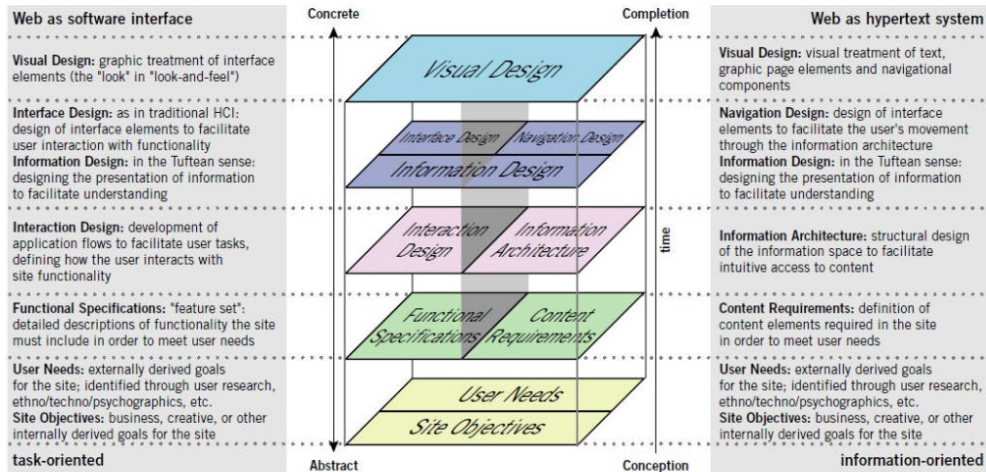 Web as software interface
Visual Design: graphic treatment of interface
elements (the "look" in "look-and-feel")
Interface Design: as in traditional HCI:
design of interface elements to facilitate
user interaction with functionality
Information Design: in the Tuftean sense:
designing the presentation of information
to facilitate understanding
Interaction Design: development of
application flows to facilitate user tasks,
defining how the user interacts with
site functionality
Functional Specifications: "feature set":
detailed descriptions of functionality the site
must include in order to meet user needs
User Needs: externally derived goals
for the site; identified through user research,
ethno/techno/psychographics, etc.
Site Objectives: business, creative, or other
internally derived goals for the site
task-oriented
Concrete
Completion
Visual Design
Interface Design
Navigation Design
Information Design
Interaction
Design
Information
Architecture
Functional
Specifications
Content
Requirements
User Needs
Site Objectives
time
Abstract
Conception
Web as hypertext system
Visual Design: visual treatment of text,
graphic page elements and navigational
components
Navigation Design: design of interface
elements to facilitate the user's movement
through the information architecture
Information Design: in the Tuftean sense:
designing the presentation of information
to facilitate understanding
Information Architecture: structural design
of the information space to facilitate
intuitive access to content
Content Requirements: definition of
content elements required in the site
in order to meet user needs
User Needs: externally derived goals
for the site; identified through user research,
ethno/techno/psychographics, etc.
Site Objectives: business, creative, or other
internally derived goals for the site
information-oriented